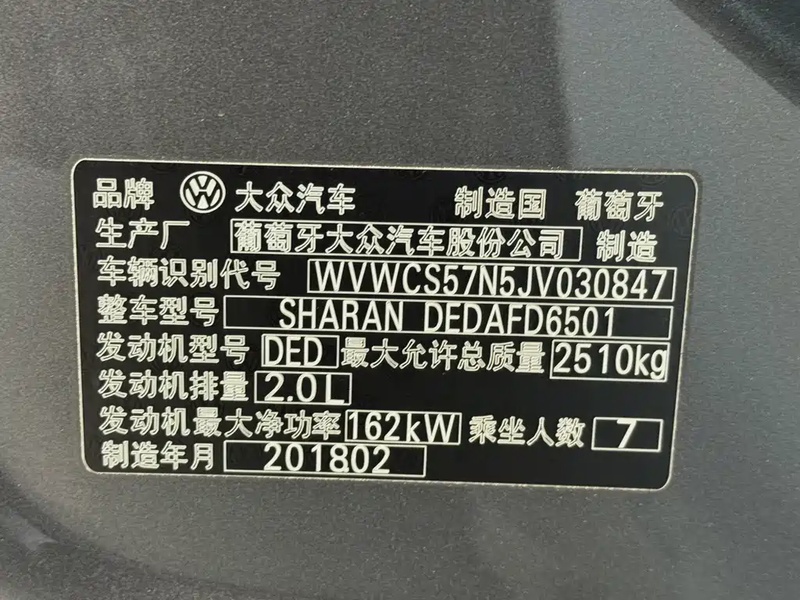 品牌 大众汽车 制造国 葡萄牙
生产厂 葡萄牙大众汽车股份公司 制造
车辆识别代号 WVWCS57N5JV030847
整车型号 SHARAN DEDAFD6501
发动机型号 DED 最大允许总质量 2510kg
发动机排量 2.0L
发动机最大净功率 162kW 乘坐人数 7
制造年月 201802